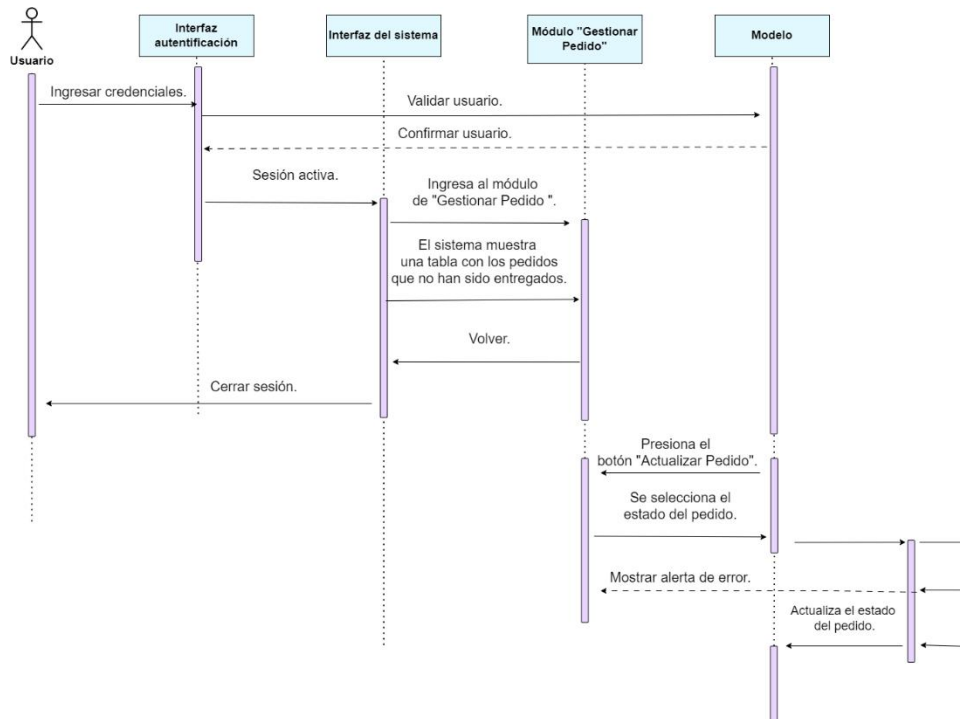 Usuario
Interfaz
autentificación
Interfaz del sistema
Módulo "Gestionar
Pedido"
Modelo
Ingresar credenciales.
Validar usuario.
Confirmar usuario.
Sesión activa.
Ingresa al módulo
de "Gestionar Pedido ".
El sistema muestra
una tabla con los pedidos
que no han sido entregados.
Volver.
Cerrar sesión.
Presiona el
botón "Actualizar Pedido".
Se selecciona el
estado del pedido.
Mostrar alerta de error.
Actualiza el estado
del pedido.